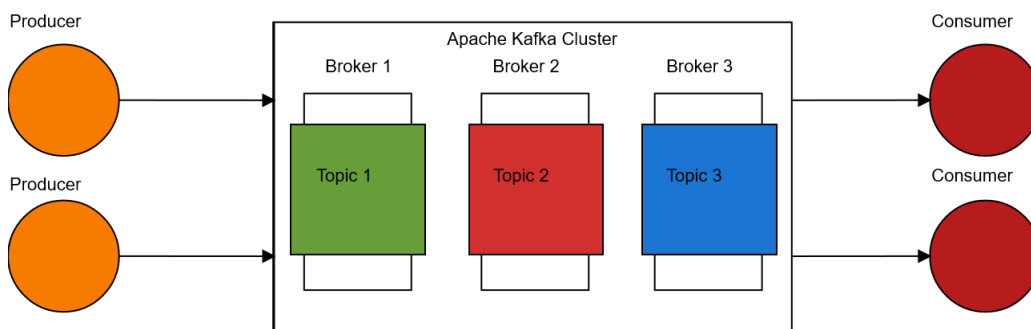 Producer
Consumer
Apache Kafka Cluster
Broker 1
Broker 2
Broker 3
Topic 1
Topic 2
Topic 3
Producer
Consumer